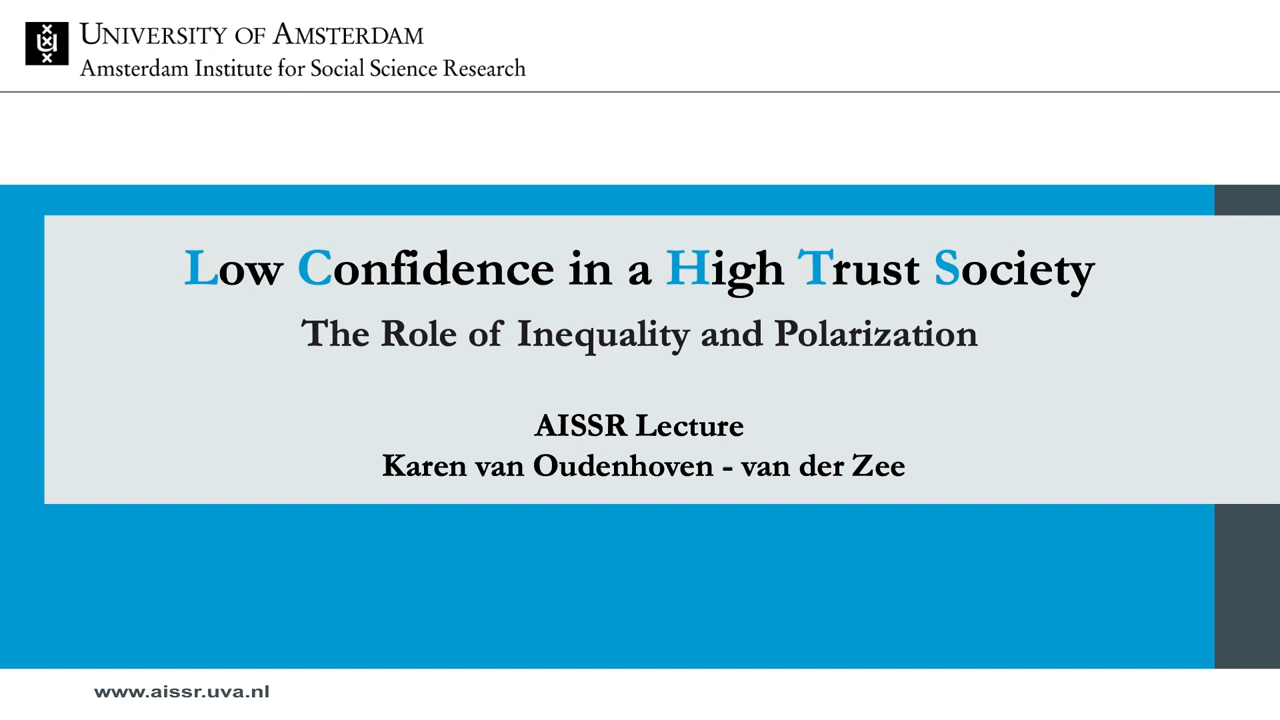 UNIVERSITY OF AMSTERDAM
Amsterdam Institute for Social Science Research
Low Confidence in a High Trust Society
The Role of Inequality and Polarization
AISSR Lecture
Karen van Oudenhoven - van der Zee
www.aissr.uva.nl